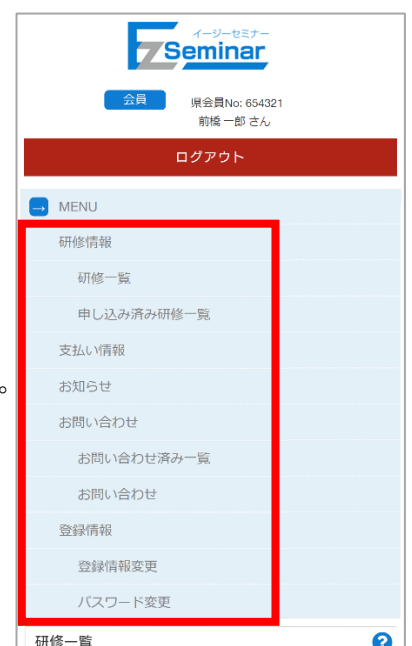 イージーセミナー
EZSeminar
会員
県会員No: 654321
前橋 一郎 さん
ログアウト
→ MENU
研修情報
研修一覧
申し込み済み研修一覧
支払い情報
。
お知らせ
お問い合わせ
お問い合わせ済み一覧
お問い合わせ
登録情報
登録情報変更
パスワード変更
研修一覧 ?